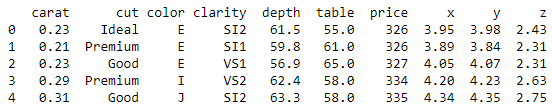 carat cut color clarity depth table price x y z
0 0.23 Ideal E SI2 61.5 55.0 326 3.95 3.98 2.43
1 0.21 Premium E SI1 59.8 61.0 326 3.89 3.84 2.31
2 0.23 Good E VS1 56.9 65.0 327 4.05 4.07 2.31
3 0.29 Premium I VS2 62.4 58.0 334 4.20 4.23 2.63
4 0.31 Good J SI2 63.3 58.0 335 4.34 4.35 2.75